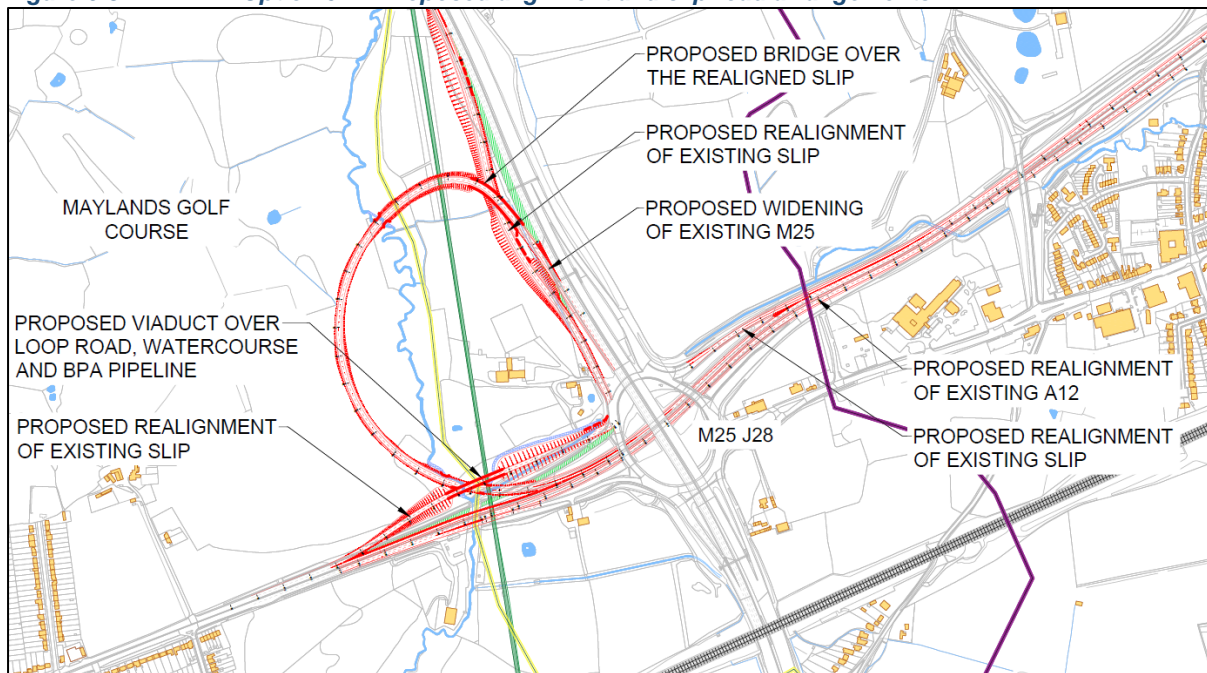 PROPOSED BRIDGE OVER
THE REALIGNED SLIP
PROPOSED REALIGNMENT
OF EXISTING SLIP
MAYLANDS GOLF
COURSE
PROPOSED WIDENING
OF EXISTING M25
PROPOSED VIADUCT OVER
LOOP ROAD, WATERCOURSE
AND BPA PIPELINE
PROPOSED REALIGNMENT
OF EXISTING A12
PROPOSED REALIGNMENT
OF EXISTING SLIP
M25 J28
PROPOSED REALIGNMENT
OF EXISTING SLIP